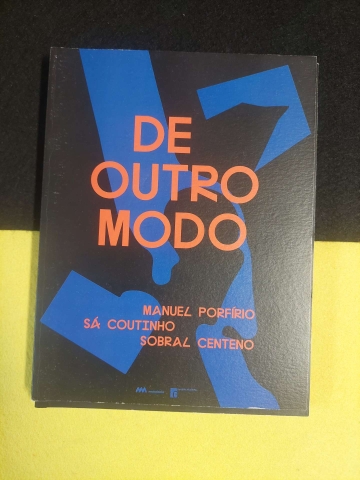 DE
OUTRO
MODO
MANUEL PORFÍRIO
SÁ COUTINHO
SOBRAL CENTENO